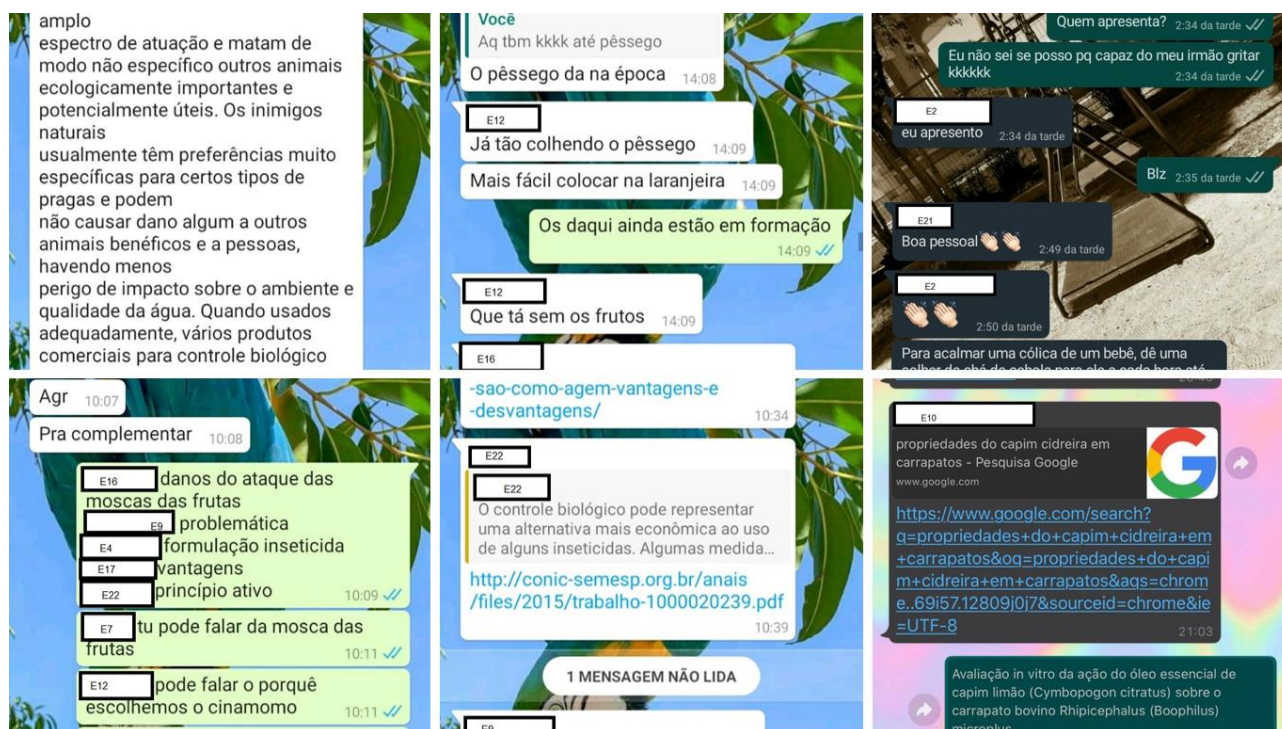 amplo
espectro de atuação e matam de
modo não específico outros animais
ecologicamente importantes e
potencialmente úteis. Os inimigos
naturais
usualmente têm preferências muito
específicas para certos tipos de
pragas e podem
não causar dano algum a outros
animais benéficos e a pessoas,
havendo menos
perigo de impacto sobre o ambiente e
qualidade da água. Quando usados
adequadamente, vários produtos
comerciais para controle biológico
Você
Aq tbm kkkk até pêssego
O pêssego da na época 14:08
E12
Já tão colhendo o pêssego 14:09
Mais fácil colocar na laranjeira 14:09
Os daqui ainda estão em formação
14:09
E12
Que tá sem os frutos 14:09
E16
Quem apresenta? 2:34 da tarde
Eu não sei se posso pq capaz do meu irmão gritar
kkkkkk 2:34 da tarde
E2
eu apresento 2:34 da tarde
Blz 2:35 da tarde
E21
Boa pessoal 2:49 da tarde
E2
2:50 da tarde
Para acalmar uma cólica de um bebê, dê uma
colher de chá de cebola para ele a cada hora até
Agr 10:07
Pra complementar 10:08
E16 danos do ataque das
moscas das frutas
E9 problemática
E4 formulação inseticida
E17 vantagens
E22 princípio ativo 10:09
E7 tu pode falar da mosca das
frutas 10:11
E12 pode falar o porquê
escolhemos o cinamomo 10:11
-sao-como-agem-vantagens-e
-desvantagens/ 10:34
E22
E22
O controle biológico pode representar
uma alternativa mais econômica ao uso
de alguns inseticidas. Algumas medida...
http://conic-semesp.org.br/anais
/files/2015/trabalho-1000020239.pdf
10:39
1 MENSAGEM NÃO LIDA
E9
E10
propriedades do capim cidreira em
carrapatos - Pesquisa Google
www.google.com
https://www.google.com/search?
q=propriedades+do+capim+cidreira+em
+carrapatos&oq=propriedades+do+capi
m+cidreira+em+carrapatos&aqs=chrom
e..69i57.12809j0j7&sourceid=chrome&ie
=UTF-8 21:03
Avaliação in vitro da ação do óleo essencial de
capim limão (Cymbopogon citratus) sobre o
carrapato bovino Rhipicephalus (Boophilus)
microplus